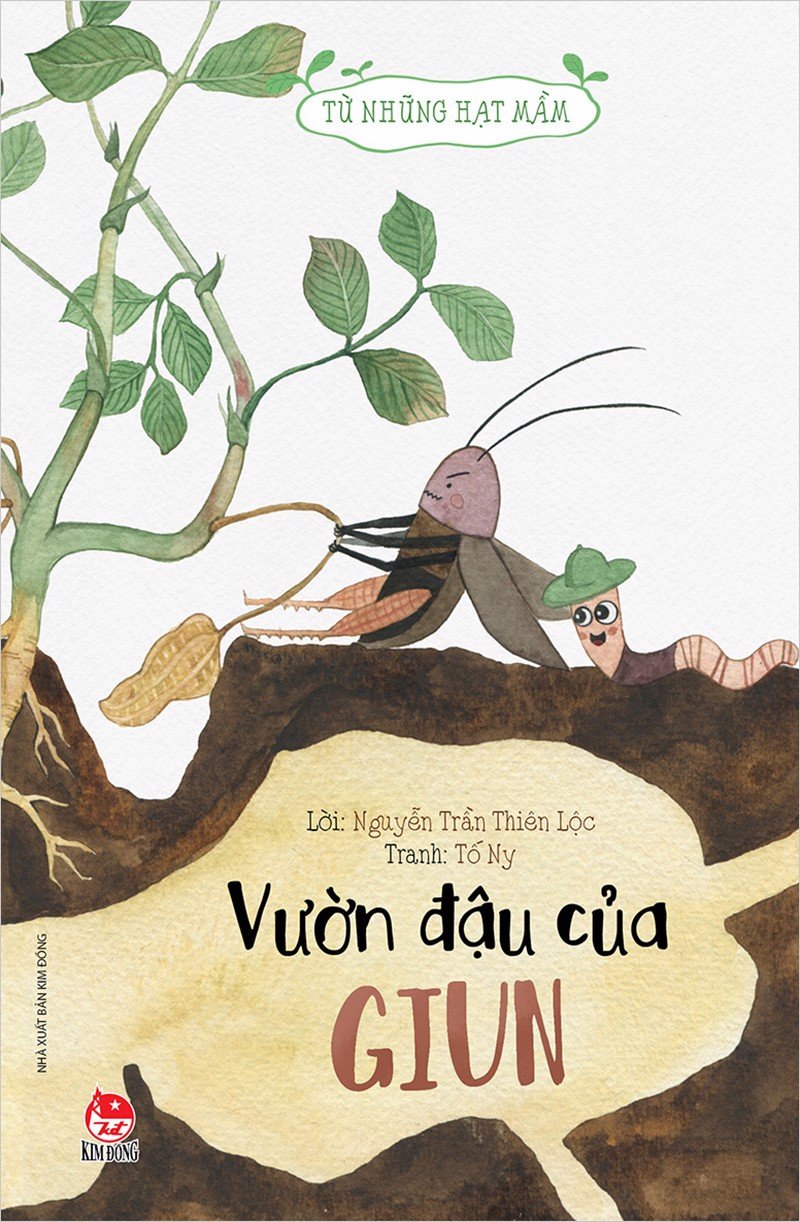 TỪ NHỮNG HẠT MẦM
Lời: Nguyễn Trần Thiên Lộc
Tranh: Tố Ny
Vườn đậu của
GIUN
NHÀ XUẤT BẢN KIM ĐỒNG
kđ
KIM ĐỒNG